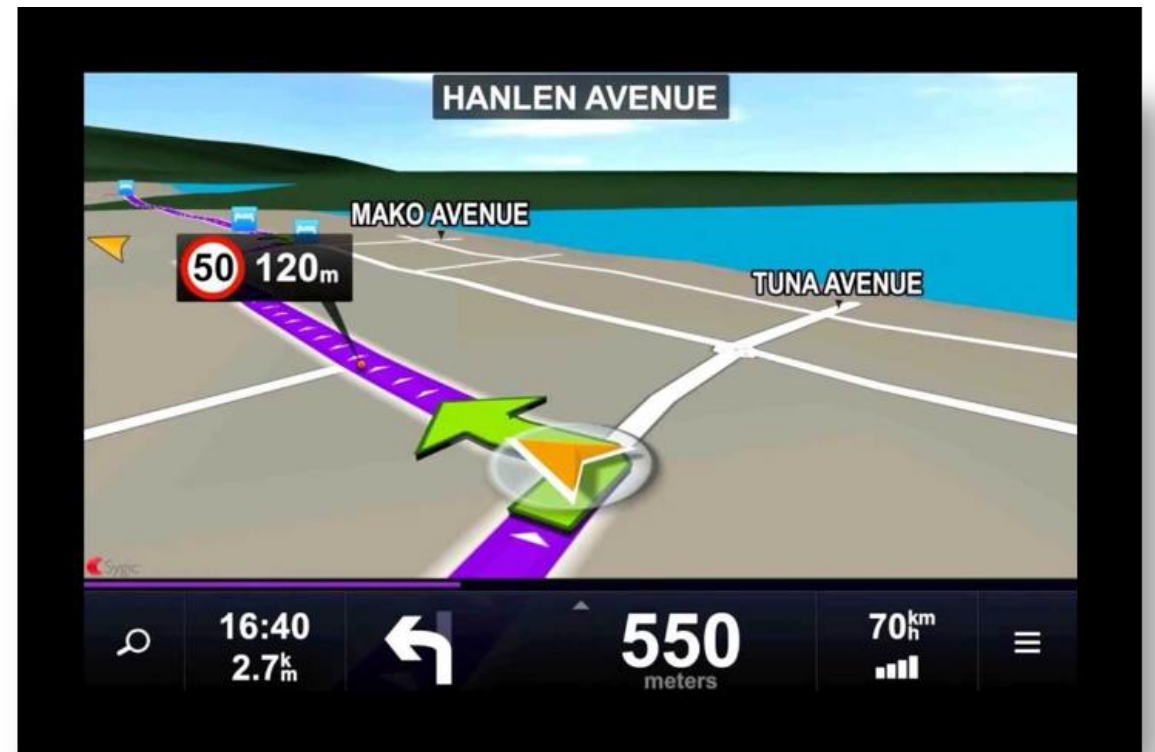 HANLEN AVENUE
MAKO AVENUE
50 120m
TUNA AVENUE
Sygic
16:40
2.7km
550
meters
70km/h